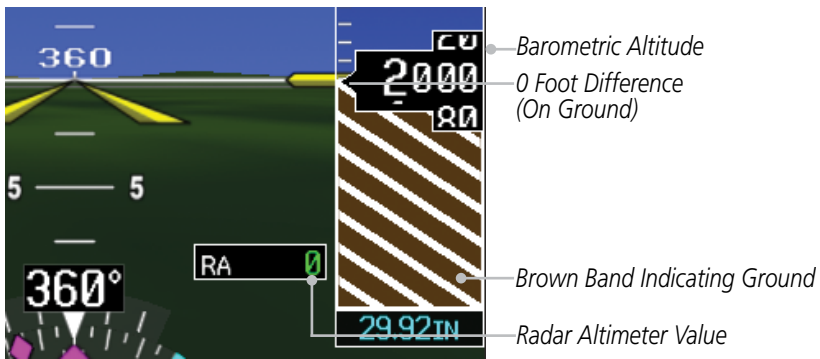 360
20
2000
80
Barometric Altitude
0 Foot Difference
(On Ground)
5 5
RA 0
360°
29.92IN
Brown Band Indicating Ground
Radar Altimeter Value